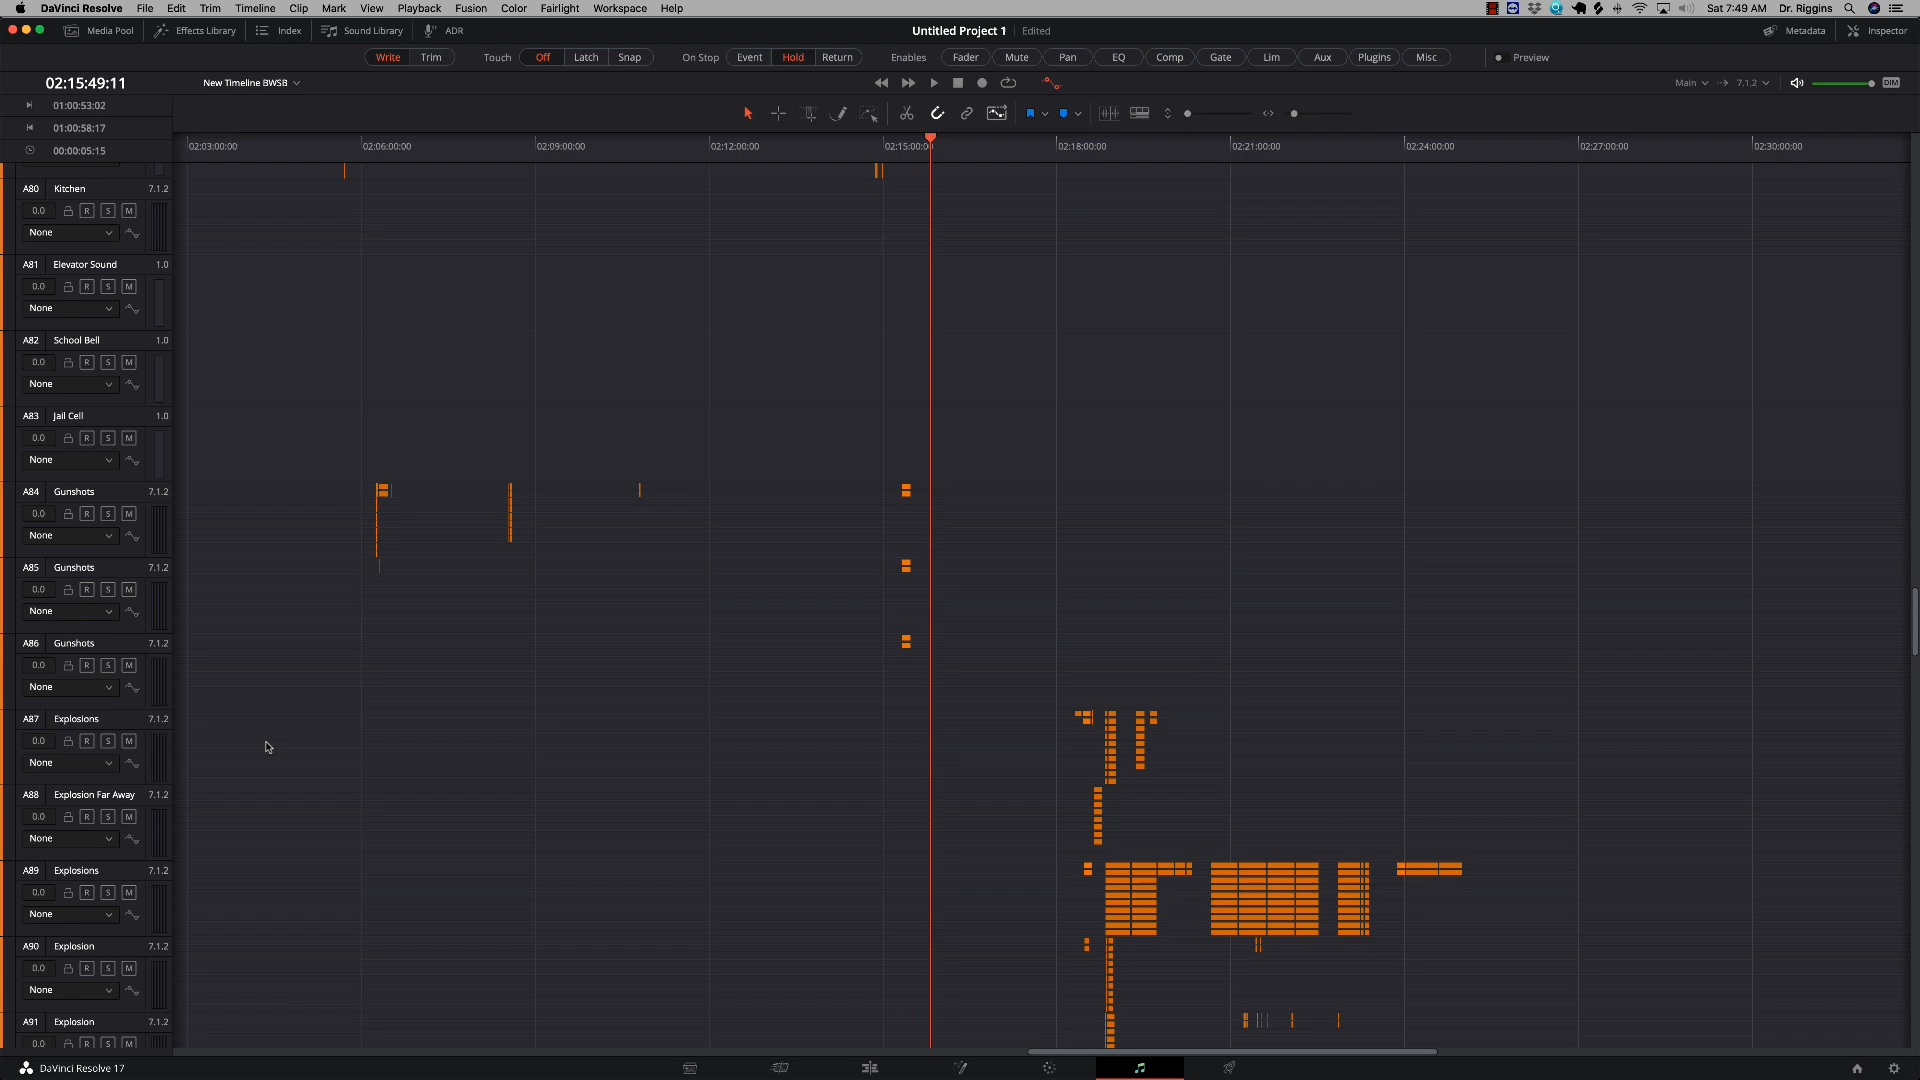 DaVinci Resolve File Edit Trim Timeline Clip Mark View Playback Fusion Color Fairlight Workspace Help Sat 7:49 AM Dr. Riggins
Media Pool Effects Library Index Sound Library ADR Untitled Project 1 Edited Metadata Inspector
Write Trim Touch Off Latch Snap On Stop Event Hold Return Enables Fader Mute Pan EQ Comp Gate Lim Aux Plugins Misc Preview
02:15:49:11 New Timeline BWSB Main 7.1.2 DIM
01:00:53:02
01:00:58:17
00:00:05:15
02:03:00:00 02:06:00:00 02:09:00:00 02:12:00:00 02:15:00:00 02:18:00:00 02:21:00:00 02:24:00:00 02:27:00:00 02:30:00:00
A80 Kitchen 7.1.2
0.0 R S M
None
A81 Elevator Sound 1.0
0.0 R S M
None
A82 School Bell 1.0
0.0 R S M
None
A83 Jail Cell 1.0
0.0 R S M
None
A84 Gunshots 7.1.2
0.0 R S M
None
A85 Gunshots 7.1.2
0.0 R S M
None
A86 Gunshots 7.1.2
0.0 R S M
None
A87 Explosions 7.1.2
0.0 R S M
None
A88 Explosion Far Away 7.1.2
0.0 R S M
None
A89 Explosions 7.1.2
0.0 R S M
None
A90 Explosion 7.1.2
0.0 R S M
None
A91 Explosion 7.1.2
0.0 R S M
DaVinci Resolve 17